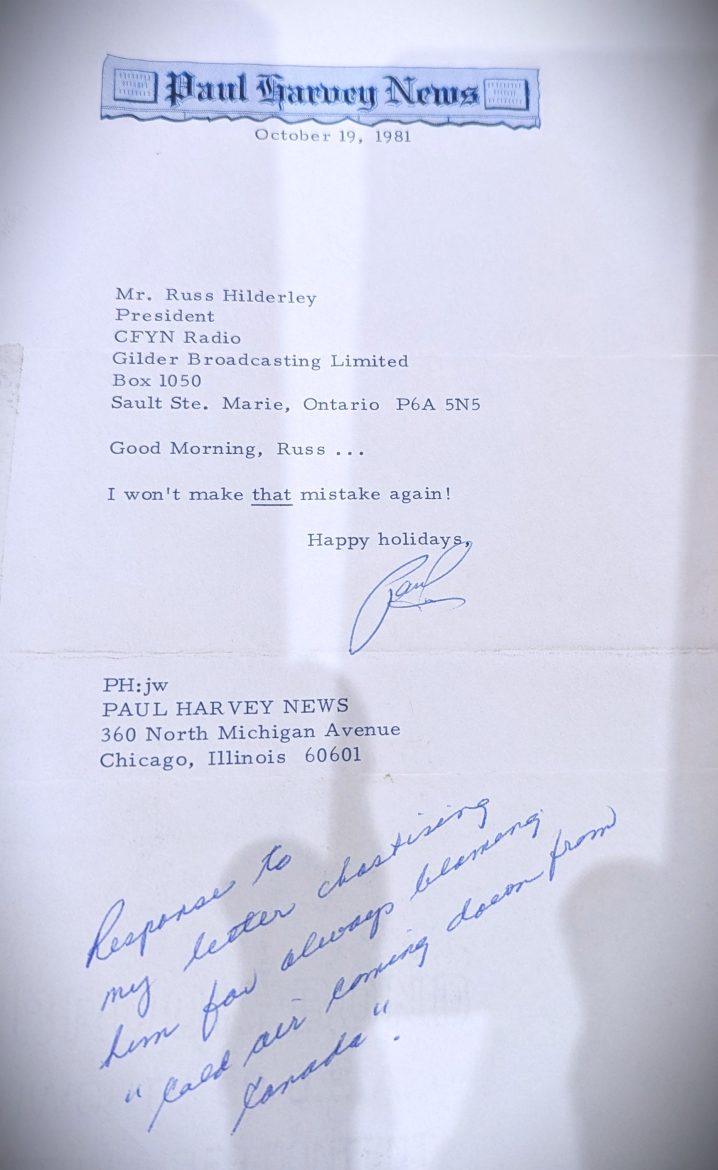 Paul Harvey News
October 19, 1981
Mr. Russ Hilderley
President
CFYN Radio
Gilder Broadcasting Limited
Box 1050
Sault Ste. Marie, Ontario P6A 5N5
Good Morning, Russ ...
I won't make that mistake again!
Happy holidays,
Paul
PH:jw
PAUL HARVEY NEWS
360 North Michigan Avenue
Chicago, Illinois 60601
Response to
my letter chastising
him for always blaming
"cold air coming down from
Canada".